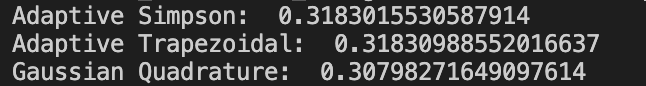 Adaptive Simpson:  0.3183015530587914
Adaptive Trapezoidal:  0.31830988552016637
Gaussian Quadrature:  0.30798271649097614